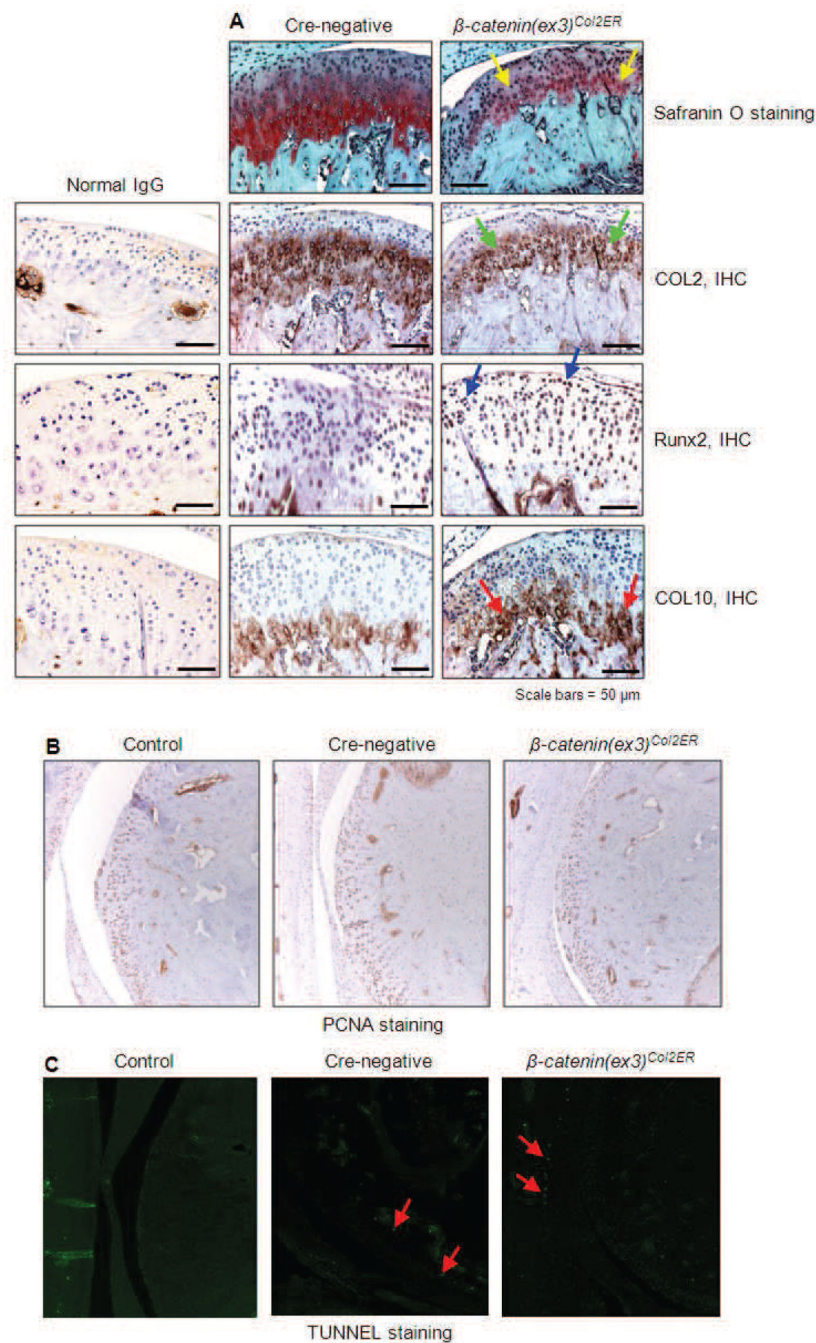 A
Cre-negative
β-catenin(ex3)Col2ER
Safranin O staining
Normal IgG
COL2, IHC
Runx2, IHC
COL10, IHC
Scale bars = 50 µm
B
Control
Cre-negative
β-catenin(ex3)Col2ER
PCNA staining
C
Control
Cre-negative
β-catenin(ex3)Col2ER
TUNNEL staining